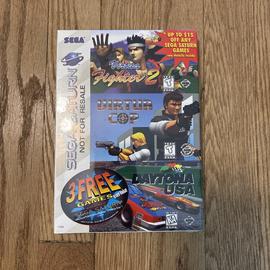 SEGA
SEGA SATURN
NOT FOR RESALE
UP TO $15
OFF ANY
SEGA SATURN
GAMES
Virtua
Fighter 2
VIRTUA
COP
3 FREE
GAMES
DAYTONA
USA